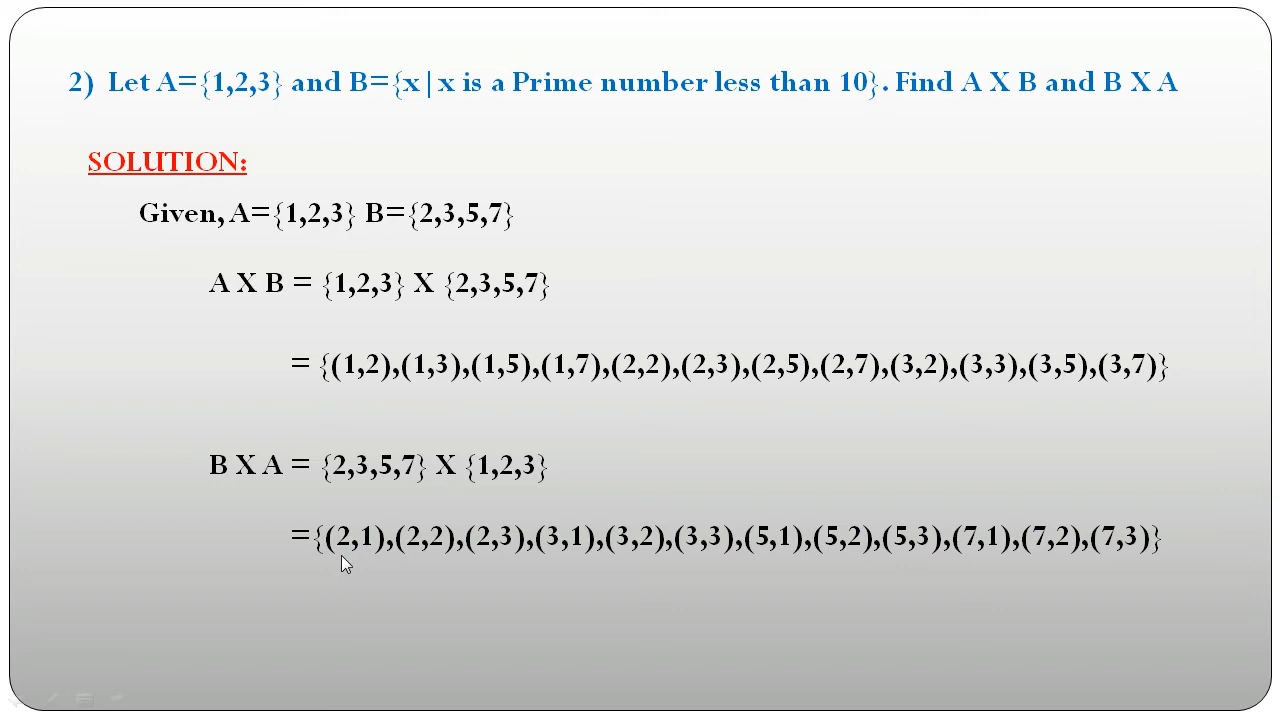 2) Let A={1,2,3} and B={x|x is a Prime number less than 10}. Find A X B and B X A
SOLUTION:
Given, A={1,2,3} B={2,3,5,7}
A X B = {1,2,3} X {2,3,5,7}
= {(1,2),(1,3),(1,5),(1,7),(2,2),(2,3),(2,5),(2,7),(3,2),(3,3),(3,5),(3,7)}
B X A = {2,3,5,7} X {1,2,3}
={(2,1),(2,2),(2,3),(3,1),(3,2),(3,3),(5,1),(5,2),(5,3),(7,1),(7,2),(7,3)}